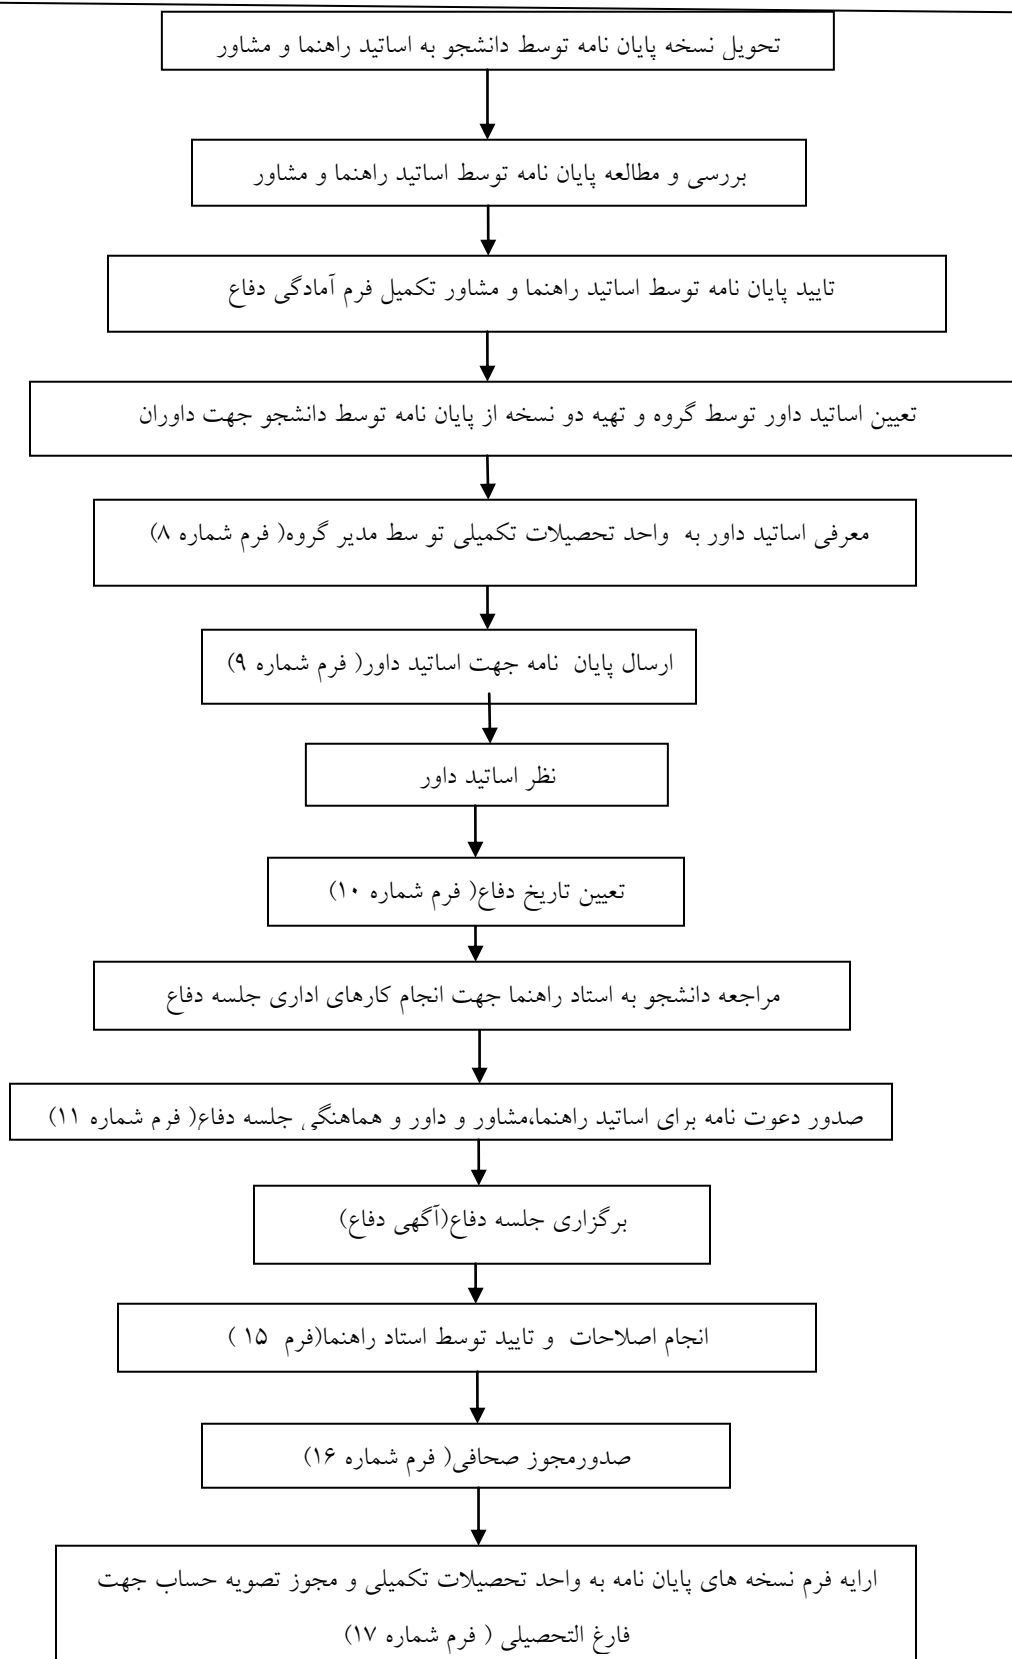 تحویل نسخه پایان نامه توسط دانشجو به اساتید راهنما و مشاور
بررسی و مطالعه پایان نامه توسط اساتید راهنما و مشاور
تایید پایان نامه توسط اساتید راهنما و مشاور تکمیل فرم آمادگی دفاع
تعیین اساتید داور توسط گروه و تهیه دو نسخه از پایان نامه توسط دانشجو جهت داوران
معرفی اساتید داور به واحد تحصیلات تکمیلی تو سط مدیر گروه( فرم شماره ۸)
ارسال پایان نامه جهت اساتید داور( فرم شماره ۹)
نظر اساتید داور
تعیین تاریخ دفاع( فرم شماره ۱۰)
مراجعه دانشجو به استاد راهنما جهت انجام کارهای اداری جلسه دفاع
صدور دعوت نامه برای اساتید راهنما،مشاور و داور و هماهنگی جلسه دفاع( فرم شماره ۱۱)
برگزاری جلسه دفاع(آگهی دفاع)
انجام اصلاحات و تایید توسط استاد راهنما(فرم ۱۵ )
صدورمجوز صحافی( فرم شماره ۱۶)
ارایه فرم نسخه های پایان نامه به واحد تحصیلات تکمیلی و مجوز تصویه حساب جهت
فارغ التحصیلی ( فرم شماره ۱۷)